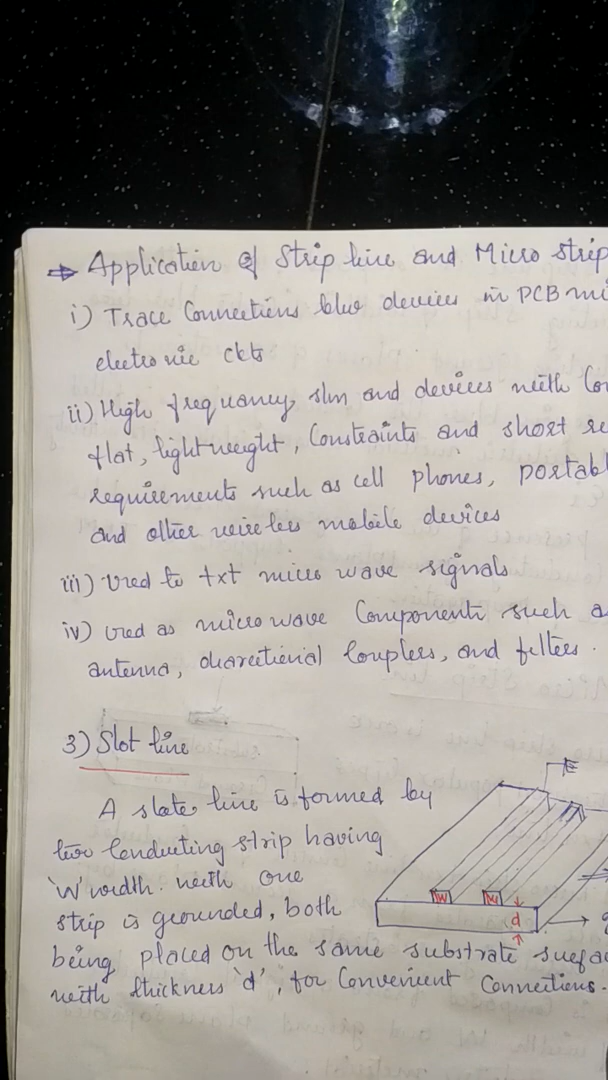 ⇒ Application of Strip line and Micro strip
i) Trace Connections b/w devices in PCB
electronic Ckts
ii) High frequency, slm and devices with
flat, lightweight, Constraints and short
requirements such as cell phones,
and other wireless mobile devices
iii) Used to txt micro wave signals
iv) Used as micro wave Components such
antenna, directional Couplers, and filters.
3) Slot line
A slate line is formed by
two Conducting strip having
'W' width. with one
strip is grounded, both
being placed on the same substrate
with thickness 'd', for Convenient Connections.
W W
d